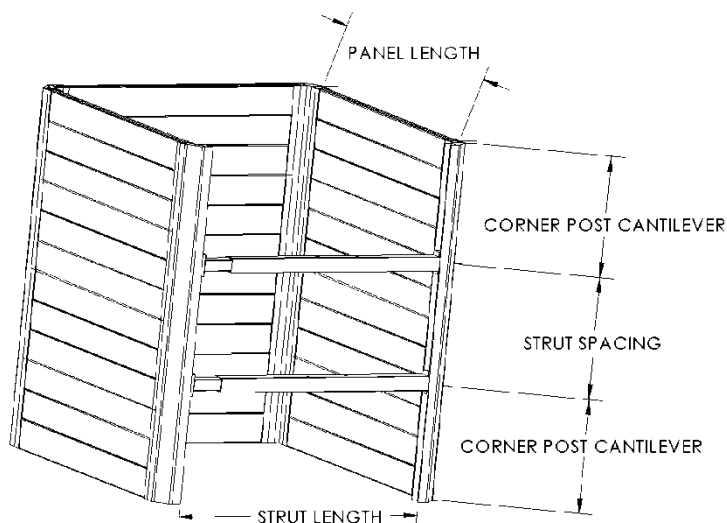 PANEL LENGTH
CORNER POST CANTILEVER
STRUT SPACING
CORNER POST CANTILEVER
STRUT LENGTH